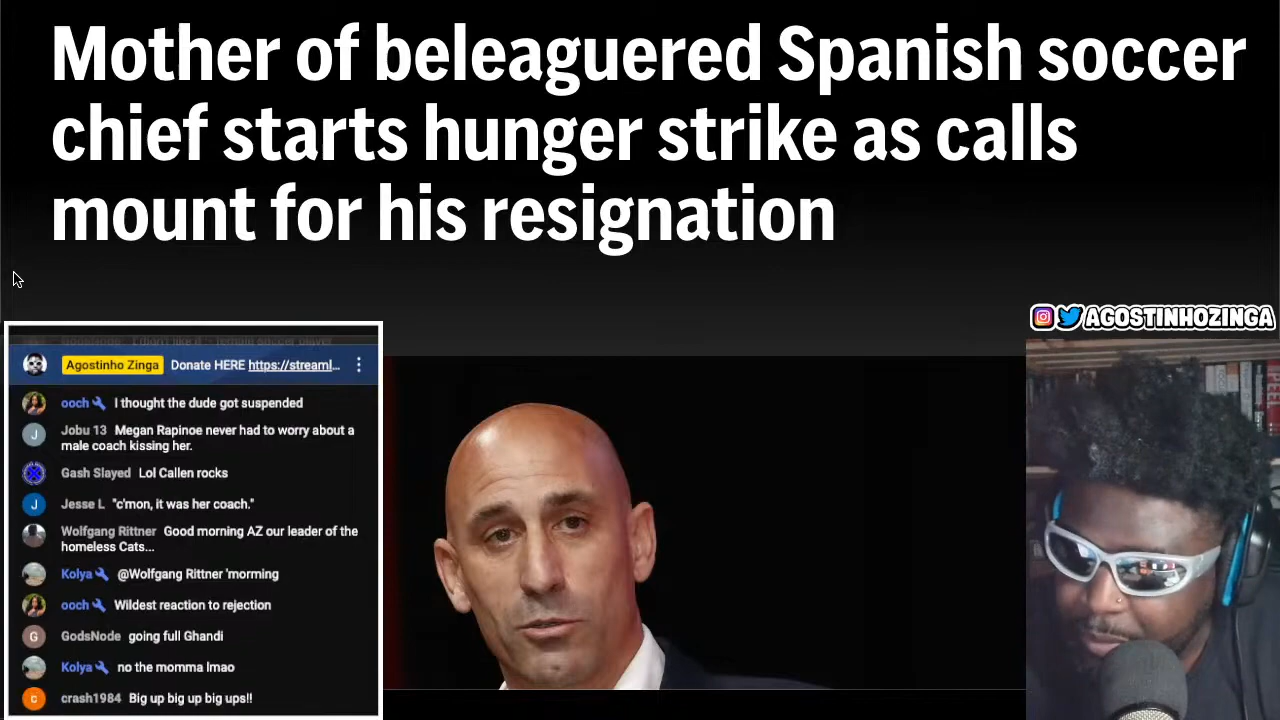 Mother of beleaguered Spanish soccer
chief starts hunger strike as calls
mount for his resignation
AGOSTINHOZINGA
Agostinho Zinga Donate HERE https://streaml...
ooch I thought the dude got suspended
Jobu 13 Megan Rapinoe never had to worry about a
male coach kissing her.
Gash Slayed Lol Callen rocks
Jesse L "c'mon, it was her coach."
Wolfgang Rittner Good morning AZ our leader of the
homeless Cats...
Kolya @Wolfgang Rittner 'morming
ooch Wildest reaction to rejection
GodsNode going full Ghandi
Kolya no the momma lmao
crash1984 Big up big up big ups!!